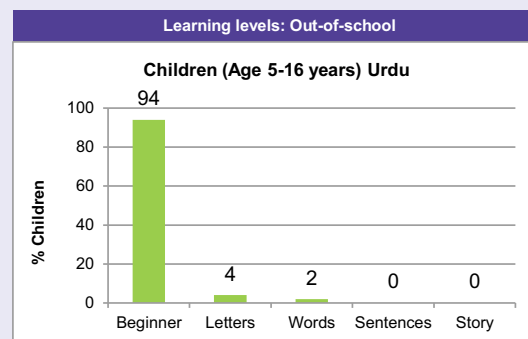 Learning levels: Out-of-school
Children (Age 5-16 years) Urdu
% Children
100
80
60
40
20
0
94
4
2
0
0
Beginner Letters Words Sentences Story